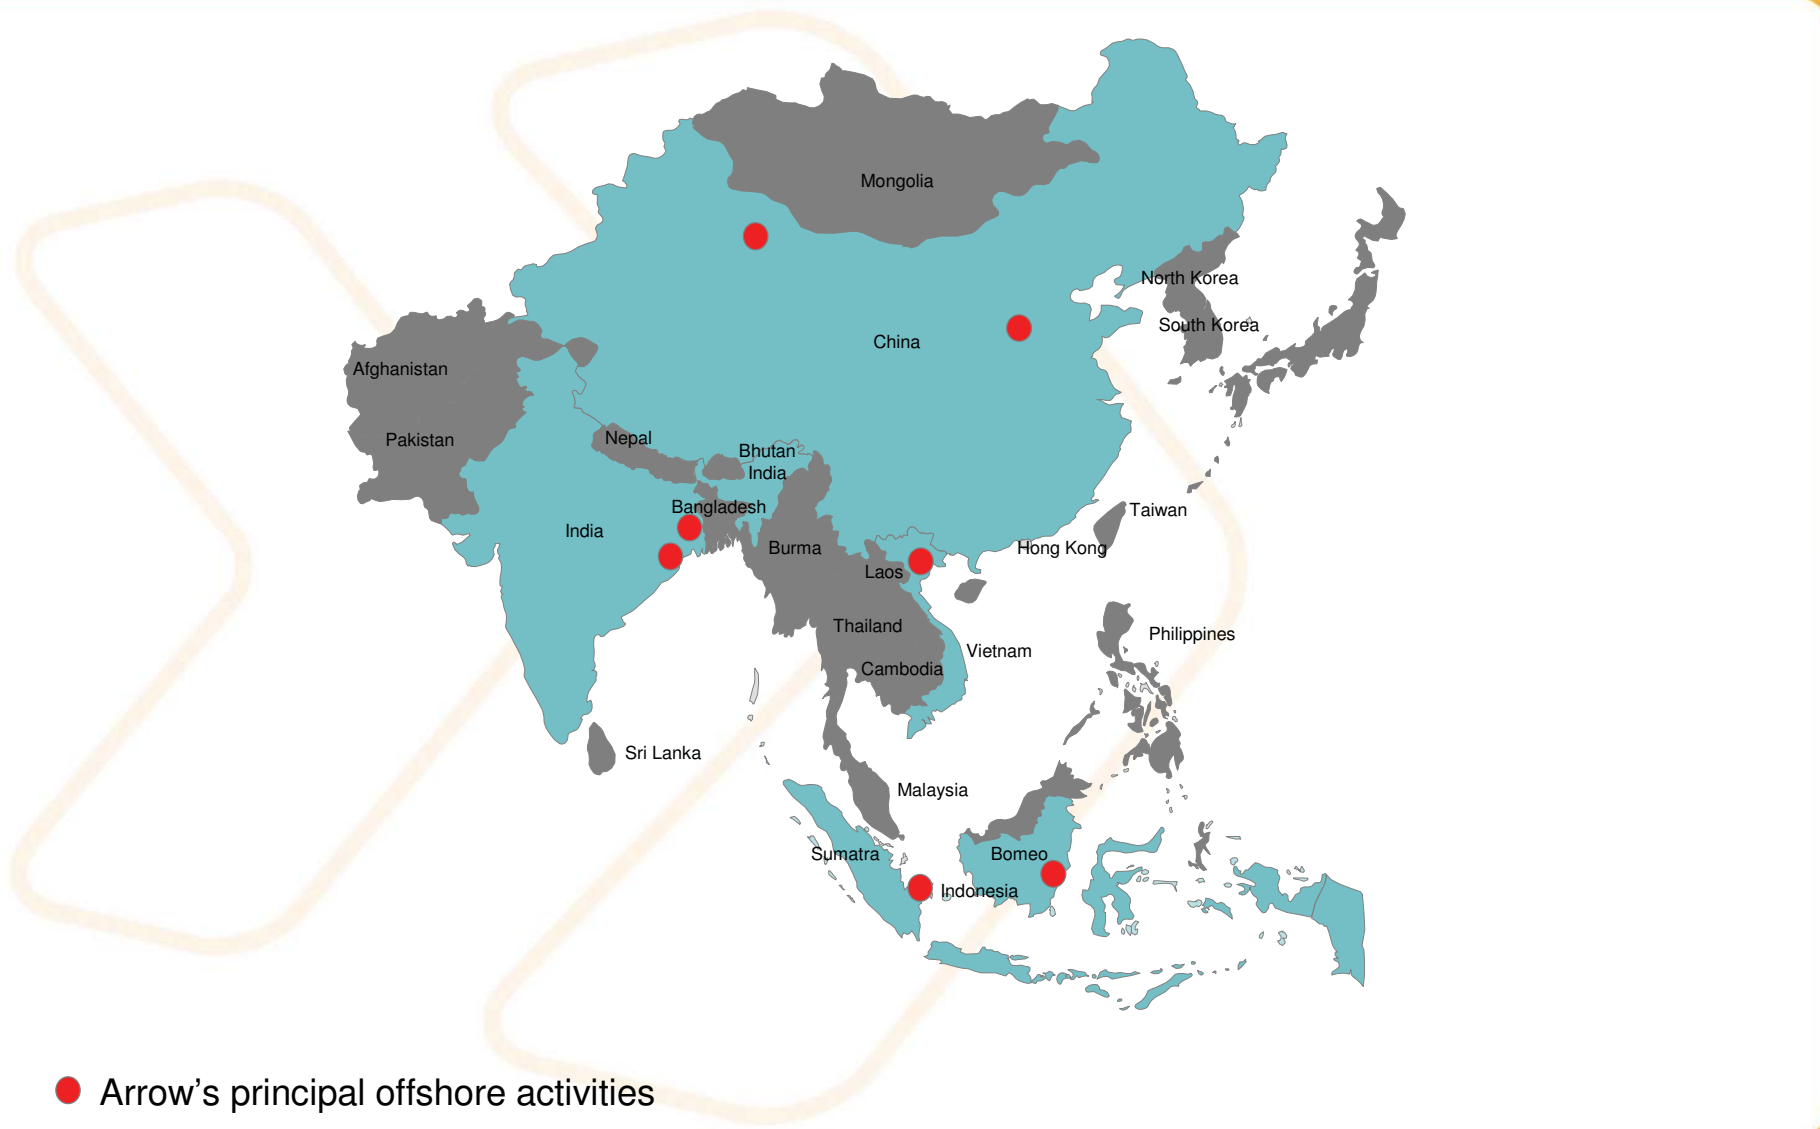 Mongolia
North Korea
South Korea
China
Afghanistan
Pakistan
Nepal
Bhutan
India
Bangladesh
Taiwan
India
Burma
Hong Kong
Laos
Thailand
Philippines
Vietnam
Cambodia
Sri Lanka
Malaysia
Sumatra
Bomeo
Indonesia
Arrow's principal offshore activities